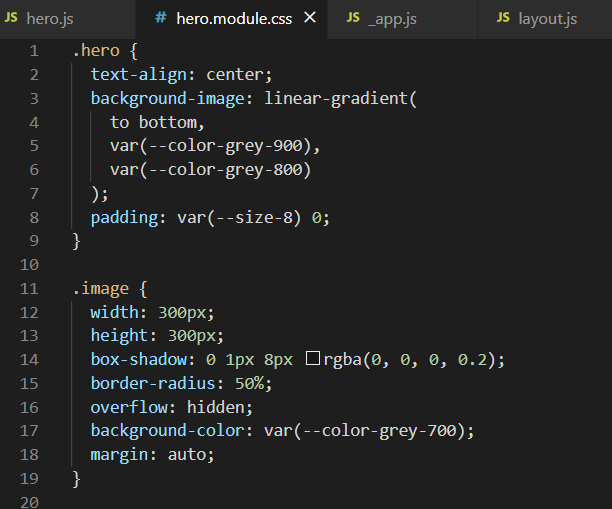 JS hero.js # hero.module.css × JS _app.js JS layout.js
1 .hero {
2 text-align: center;
3 background-image: linear-gradient(
4 to bottom,
5 var(--color-grey-900),
6 var(--color-grey-800)
7 );
8 padding: var(--size-8) 0;
9 }
10
11 .image {
12 width: 300px;
13 height: 300px;
14 box-shadow: 0 1px 8px rgba(0, 0, 0, 0.2);
15 border-radius: 50%;
16 overflow: hidden;
17 background-color: var(--color-grey-700);
18 margin: auto;
19 }
20